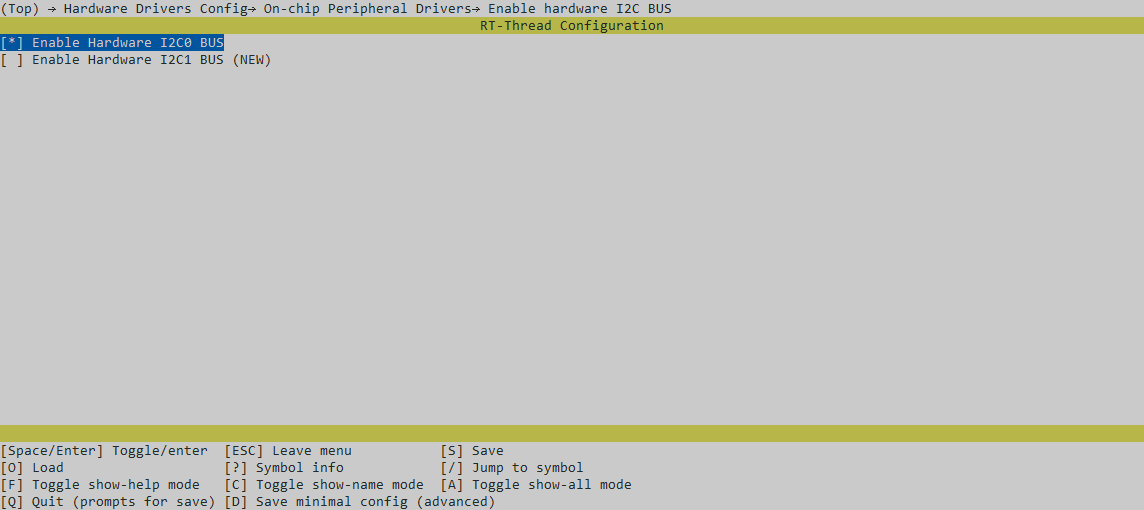 (Top) → Hardware Drivers Config→ On-chip Peripheral Drivers→ Enable hardware I2C BUS
RT-Thread Configuration
[*] Enable Hardware I2C0 BUS
[ ] Enable Hardware I2C1 BUS (NEW)
[Space/Enter] Toggle/enter [ESC] Leave menu [S] Save
[O] Load [?] Symbol info [/] Jump to symbol
[F] Toggle show-help mode [C] Toggle show-name mode [A] Toggle show-all mode
[Q] Quit (prompts for save) [D] Save minimal config (advanced)